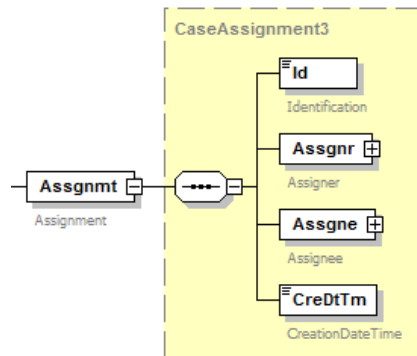 CaseAssignment3
Id
Identification
Assgnr
Assigner
Assgnmt
Assignment
Assgne
Assignee
CreDtTm
CreationDateTime